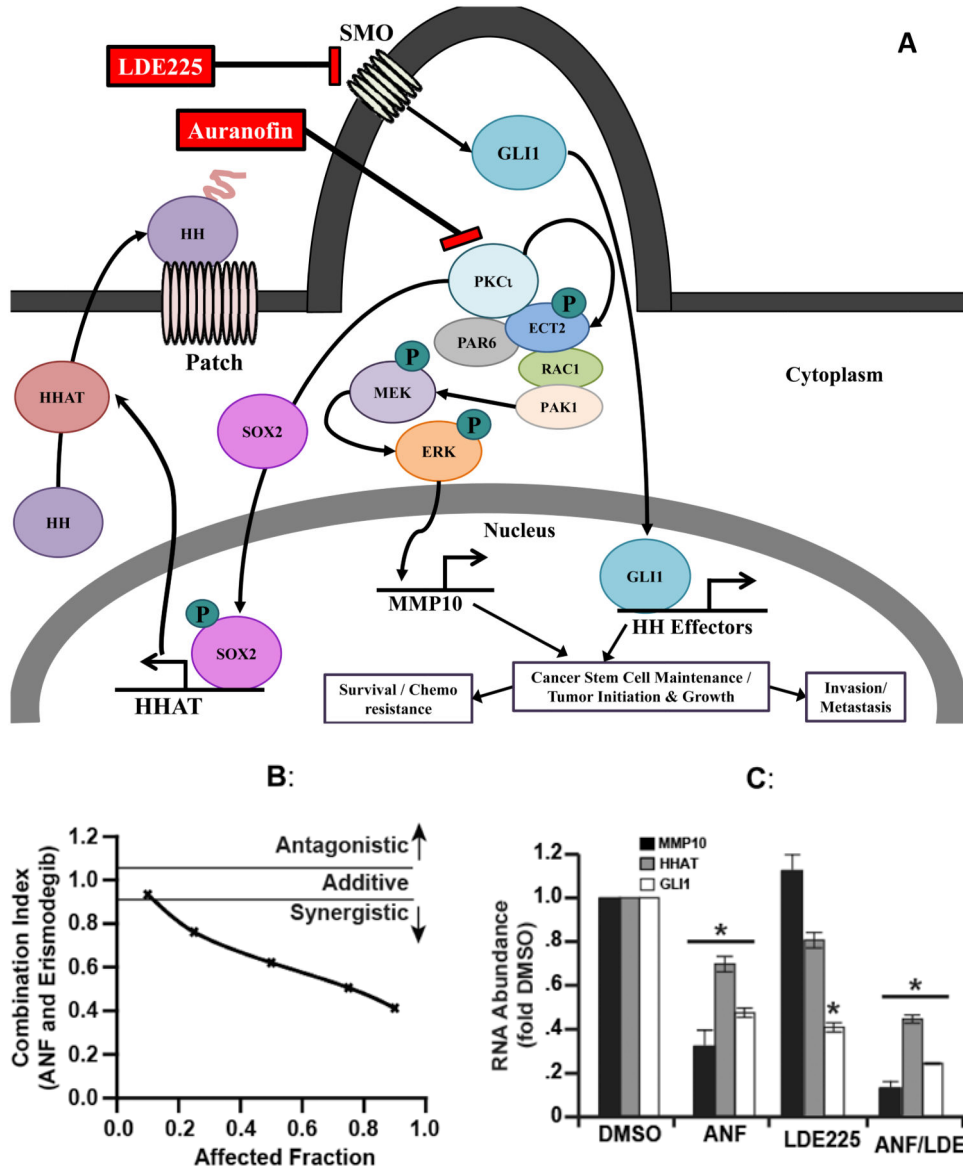 A
SMO
LDE225
Auranofin
GLI1
HH
PKCι
P
ECT2
PAR6
Patch
P
RAC1
Cytoplasm
MEK
PAK1
HHAT
P
SOX2
ERK
HH
Nucleus
GLI1
MMP10
P
HH Effectors
SOX2
Survival / Chemo
resistance
Cancer Stem Cell Maintenance /
Tumor Initiation & Growth
Invasion/
Metastasis
HHAT
B:
Combination Index
(ANF and Erismodegib)
1.2
1.0
0.8
0.6
0.4
0.2
0.0
Antagonistic
Additive
Synergistic
0.0 0.2 0.4 0.6 0.8 1.0
Affected Fraction
C:
RNA Abundance
(fold DMSO)
MMP10
HHAT
GLI1
1.2
1.0
.8
.6
.4
.2
0
*
*
*
DMSO ANF LDE225 ANF/LDE